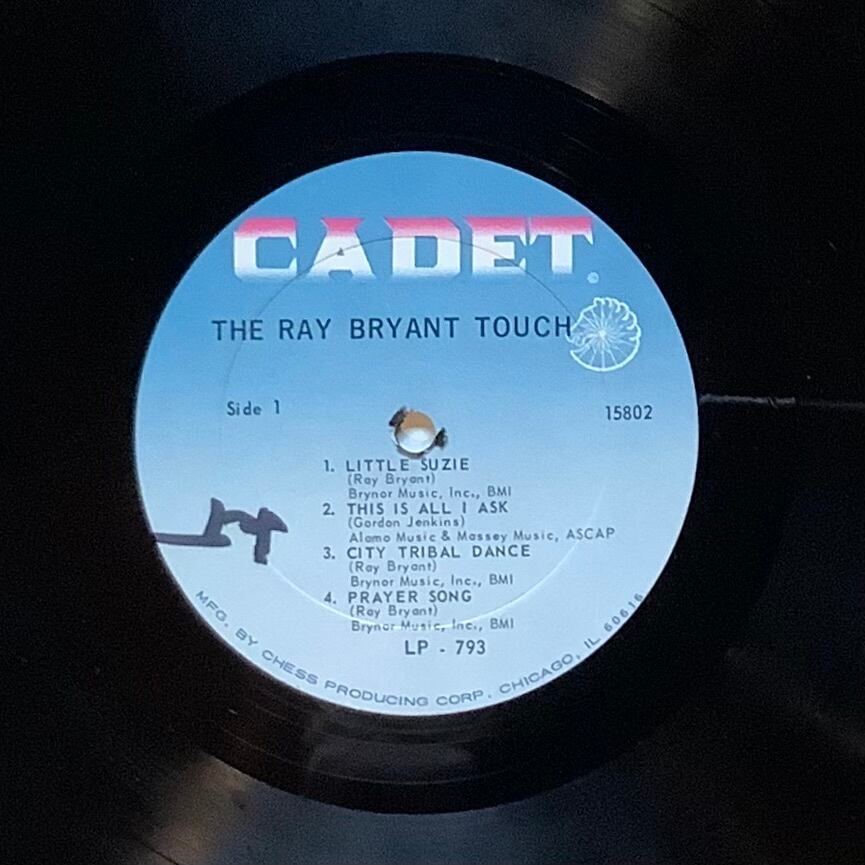 CADET®
THE RAY BRYANT TOUCH
Side 1
15802
1. LITTLE SUZIE
(Ray Bryant)
Brynor Music, Inc., BMI
2. THIS IS ALL I ASK
(Gordon Jenkins)
Alamo Music & Massey Music, ASCAP
3. CITY TRIBAL DANCE
(Ray Bryant)
Brynor Music, Inc., BMI
4. PRAYER SONG
(Ray Bryant)
Brynor Music, Inc., BMI
LP - 793
MFG. BY CHESS PRODUCING CORP. CHICAGO, IL 60616